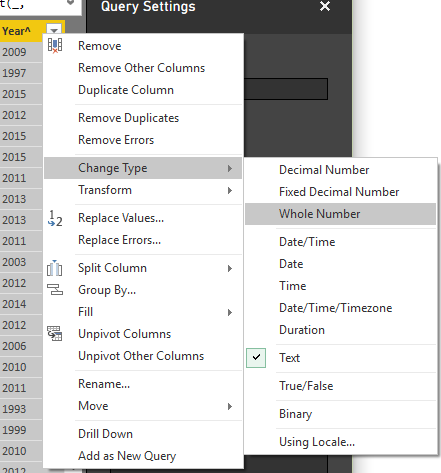 t(_,
Query Settings
Year^
2009
1997
2015
2012
2015
2015
2011
2013
2013
2011
2003
2012
2014
2012
2006
2010
2011
1993
1999
2012
Remove
Remove Other Columns
Duplicate Column
Remove Duplicates
Remove Errors
Change Type
Transform
Replace Values...
Replace Errors...
Split Column
Group By...
Fill
Unpivot Columns
Unpivot Other Columns
Rename...
Move
Drill Down
Add as New Query
Decimal Number
Fixed Decimal Number
Whole Number
Date/Time
Date
Time
Date/Time/Timezone
Duration
Text
True/False
Binary
Using Locale...